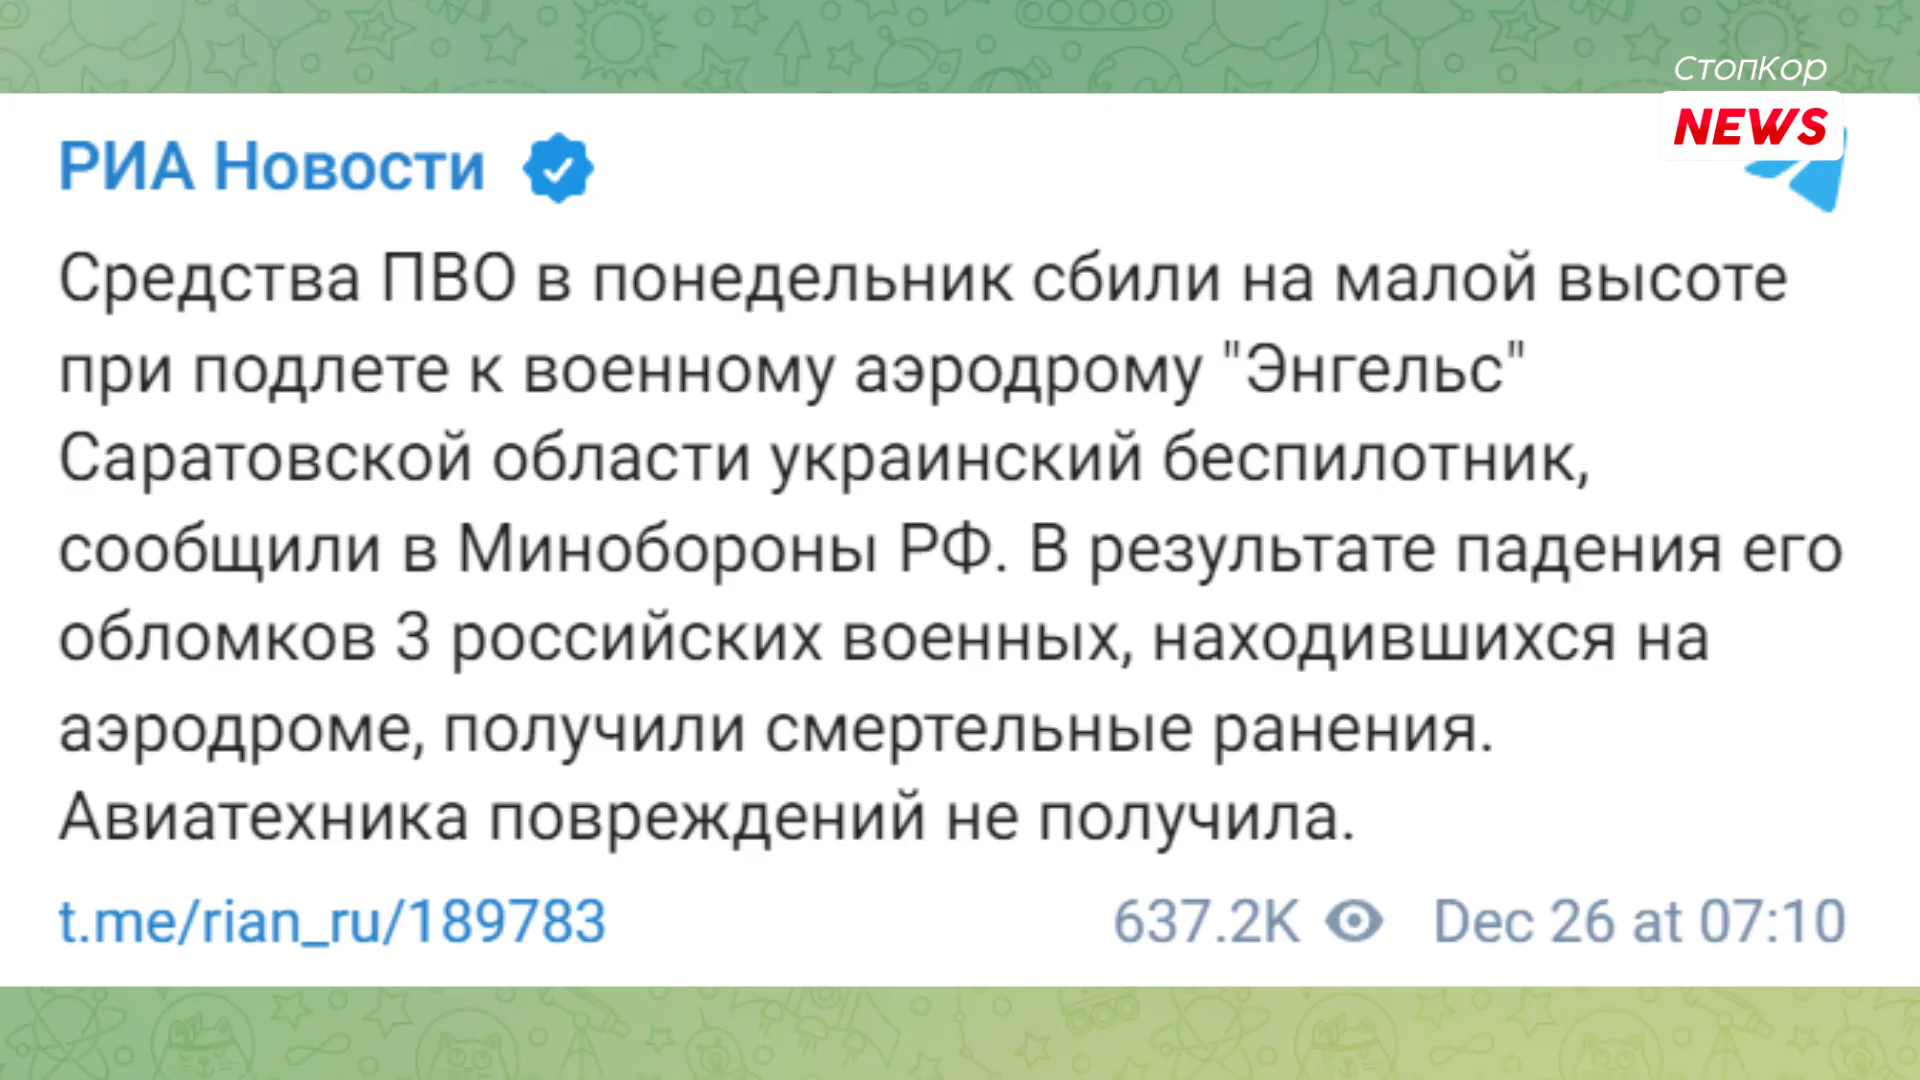 СтопКор
NEWS
РИА Новости
Средства ПВО в понедельник сбили на малой высоте
при подлете к военному аэродрому "Энгельс"
Саратовской области украинский беспилотник,
сообщили в Минобороны РФ. В результате падения его
обломков 3 российских военных, находившихся на
аэродроме, получили смертельные ранения.
Авиатехника повреждений не получила.
t.me/rian_ru/189783 637.2K Dec 26 at 07:10